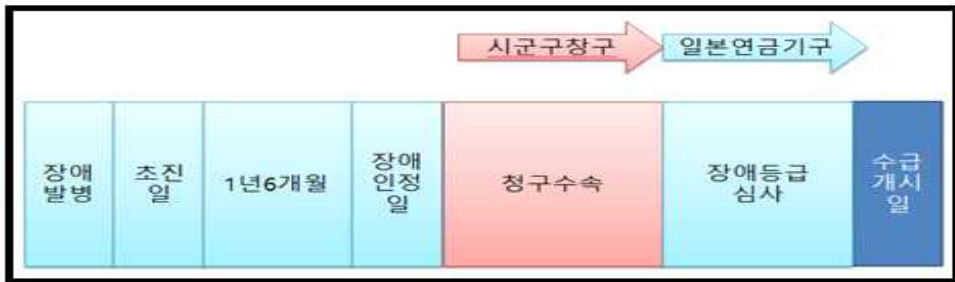 시군구창구
일본연금기구
장애
발병
초진
일
1년6개월
장애
인정
일
청구수속
장애등급
심사
수급
개시
일